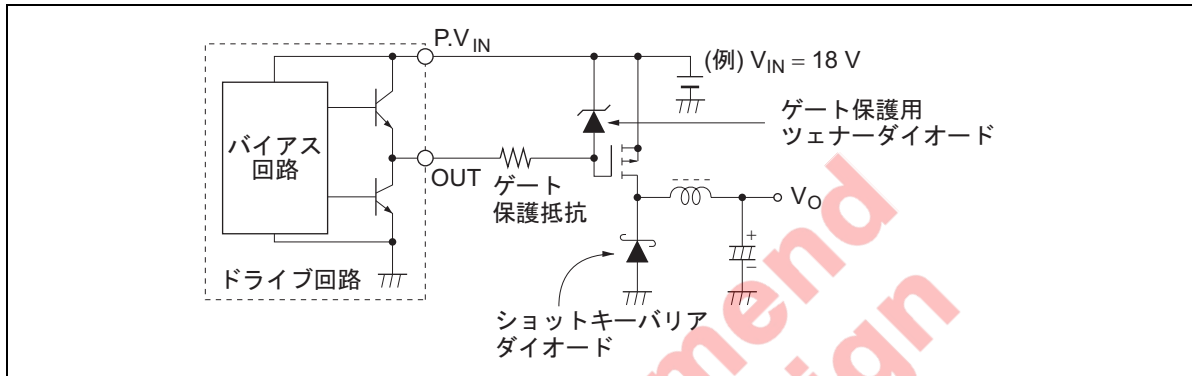 P.VIN
(例) VIN = 18 V
ゲート保護用
ツェナーダイオード
バイアス
回路
OUT
ゲート
保護抵抗
VO
+
−
ドライブ回路
ショットキーバリア
ダイオード
mend
sign